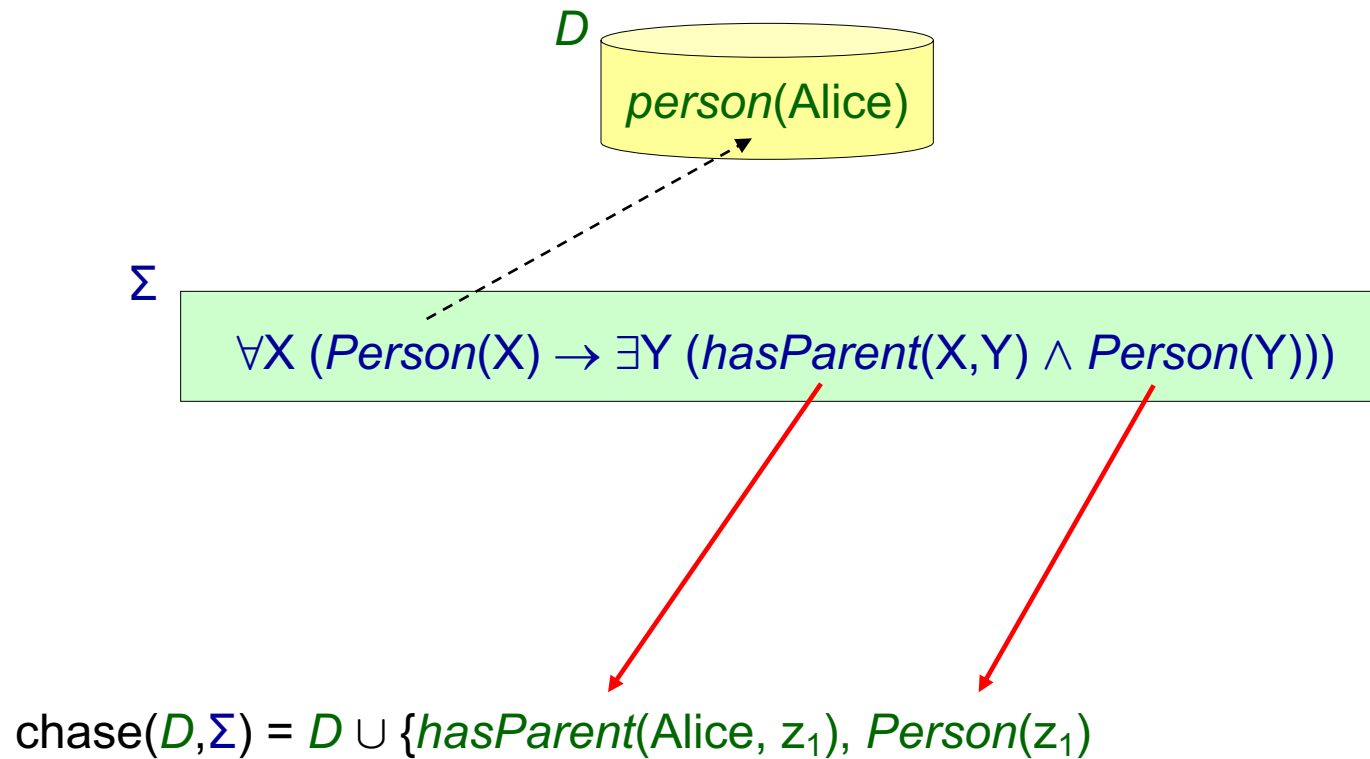 D
person(Alice)
Σ
∀X (Person(X) → ∃Y (hasParent(X,Y) ∧ Person(Y)))
chase(D,Σ) = D ∪ {hasParent(Alice, z₁), Person(z₁)